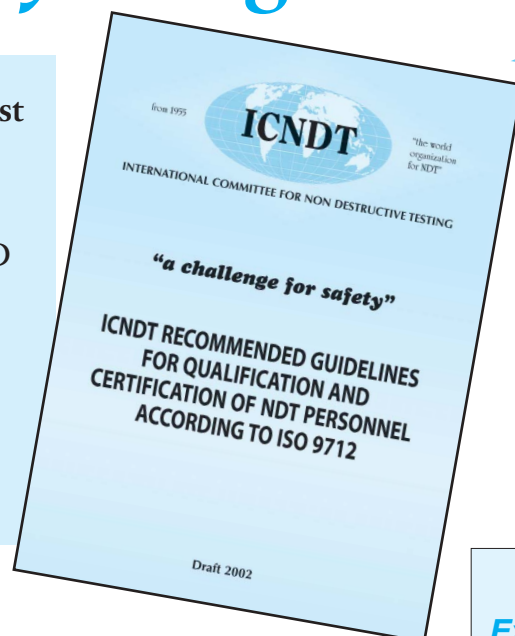 st
from 1955
ICNDT
"the world
organization
for NDT"
INTERNATIONAL COMMITTEE FOR NON DESTRUCTIVE TESTING
"a challenge for safety"
ICNDT RECOMMENDED GUIDELINES
FOR QUALIFICATION AND
CERTIFICATION OF NDT PERSONNEL
ACCORDING TO ISO 9712
Draft 2002